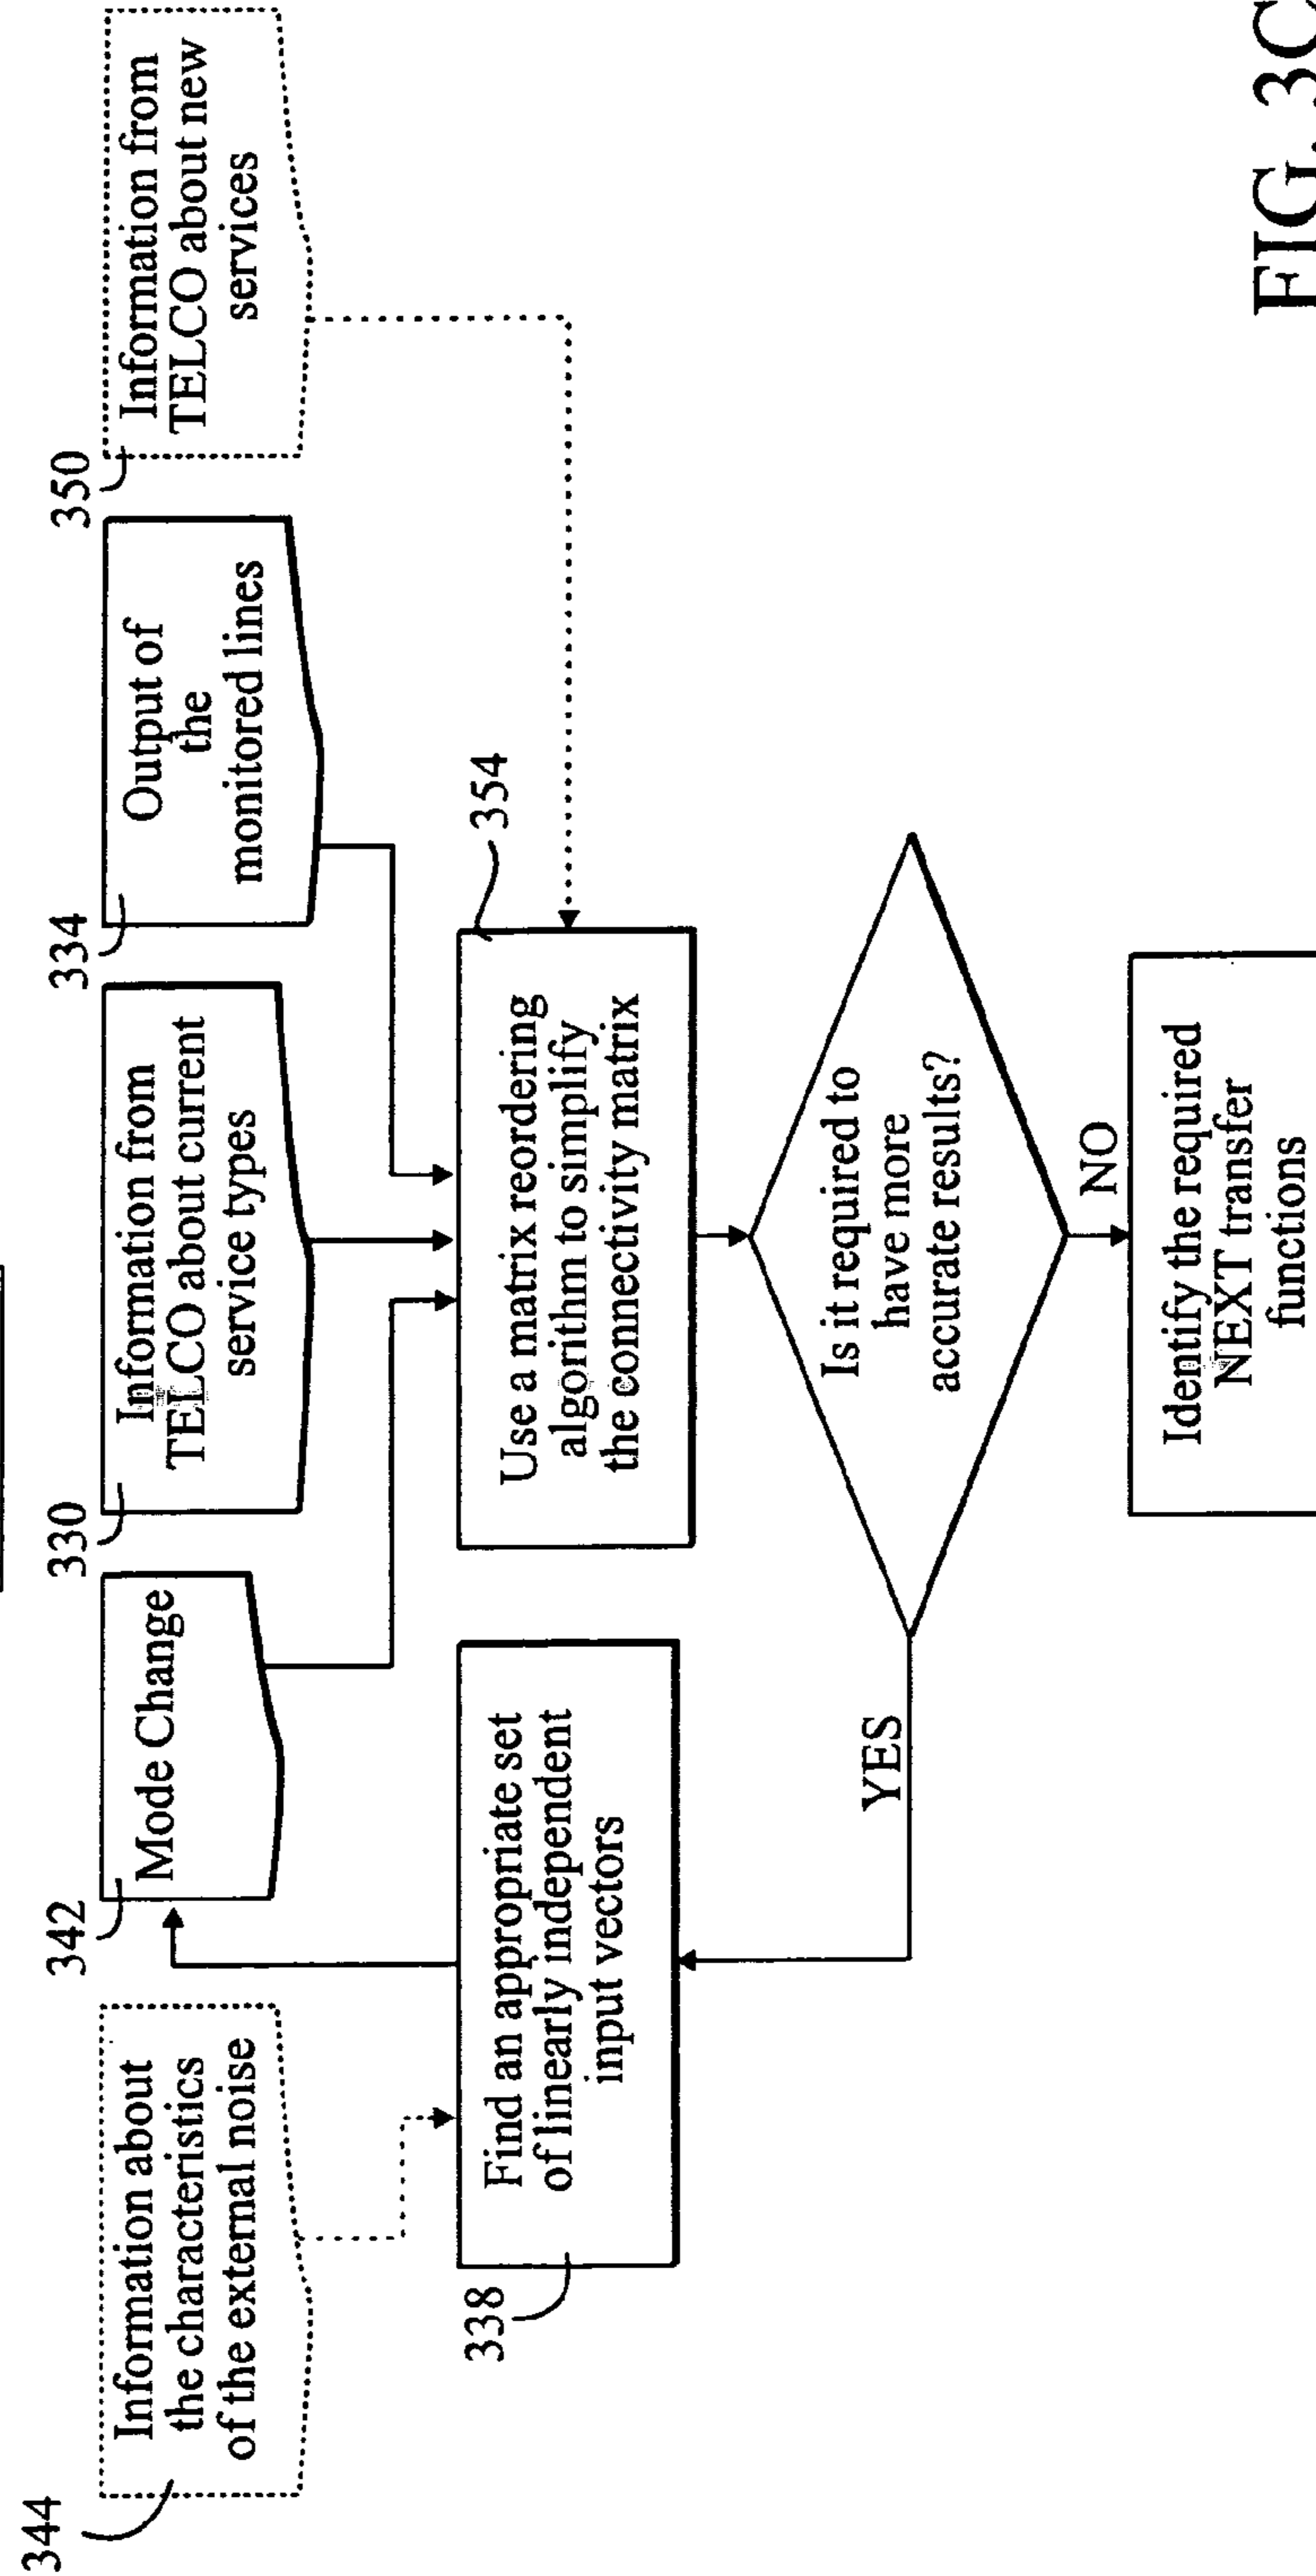 344
Information about
the characteristics
of the external noise
342
Mode Change
330
Information from
TELCO about current
service types
334
Output of
the
monitored lines
350
Information from
TELCO about new
services
338
Find an appropriate set
of linearly independent
input vectors
354
Use a matrix reordering
algorithm to simplify
the connectivity matrix
YES
Is it required to
have more
accurate results?
NO
Identify the required
NEXT transfer
functions
FIG. 3C